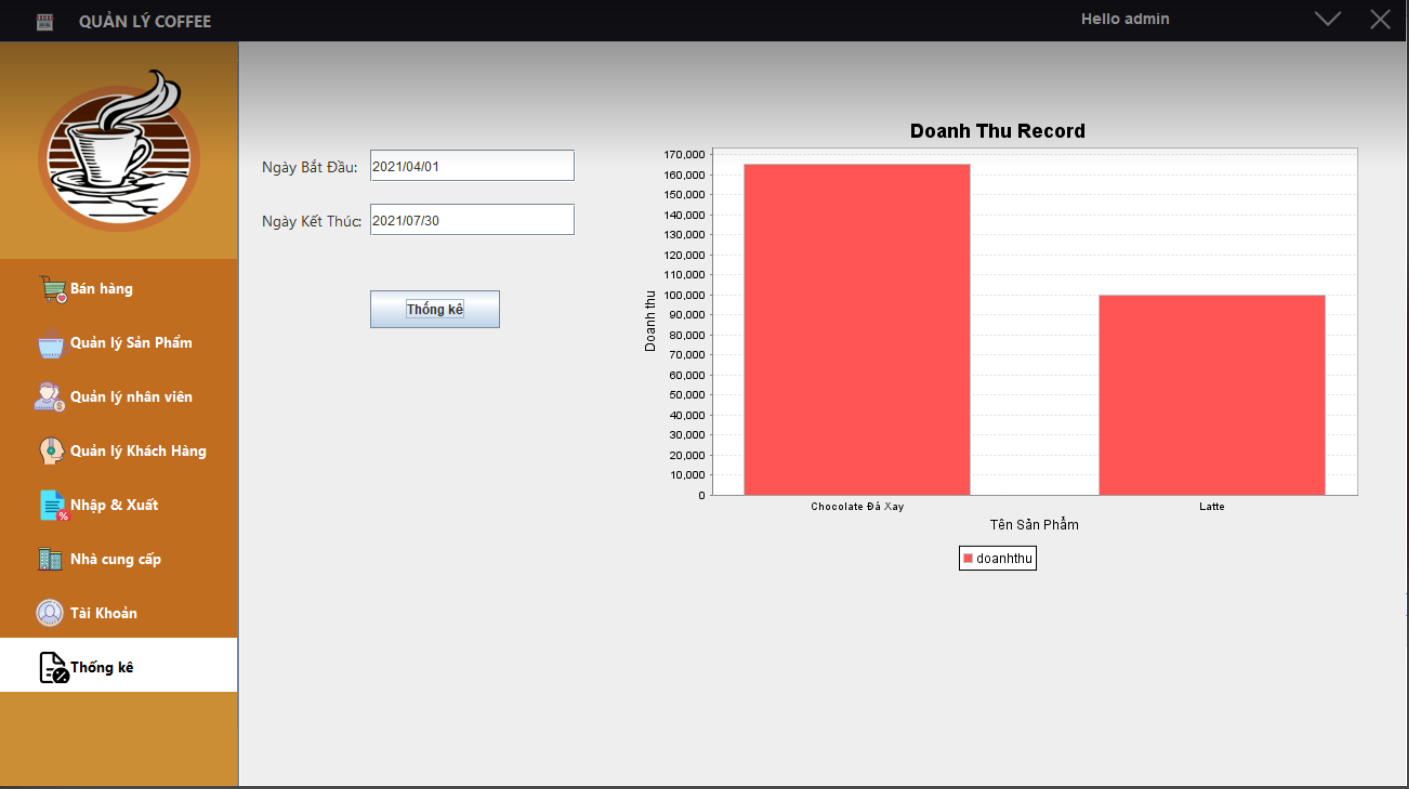 QUẢN LÝ COFFEE
Hello admin
Bán hàng
Quản lý Sản Phẩm
Quản lý nhân viên
Quản lý Khách Hàng
Nhập & Xuất
Nhà cung cấp
Tài Khoản
Thống kê
Ngày Bắt Đầu: 2021/04/01
Ngày Kết Thúc: 2021/07/30
Thống kê
Doanh Thu Record
Doanh thu
170,000
160,000
150,000
140,000
130,000
120,000
110,000
100,000
90,000
80,000
70,000
60,000
50,000
40,000
30,000
20,000
10,000
0
Chocolate Đá Xay Latte
Tên Sản Phẩm
doanhthu